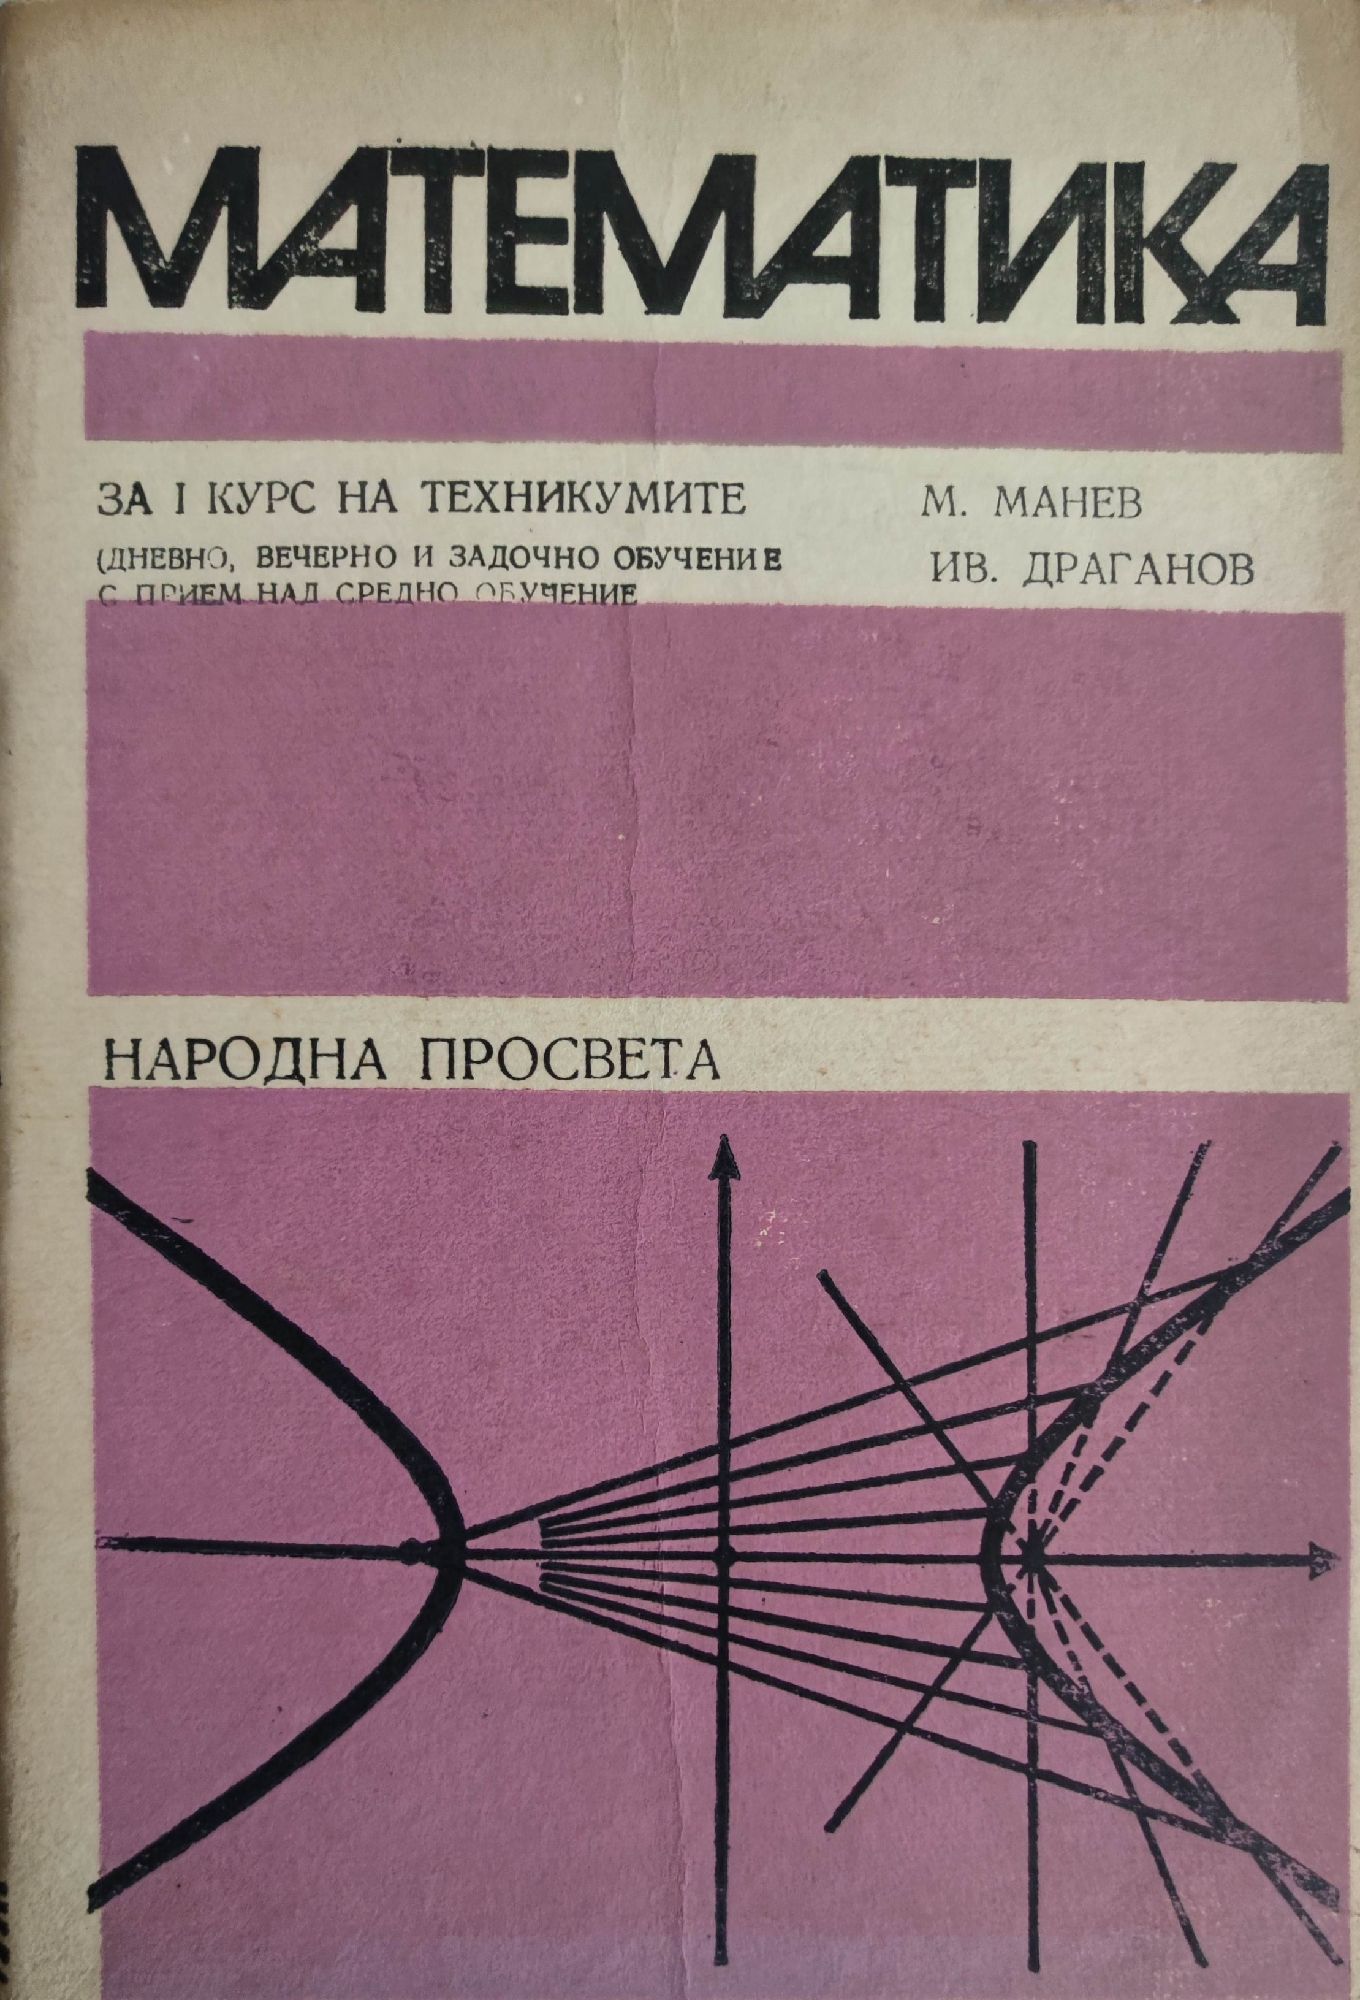 МАТЕМАТИКА
ЗА I КУРС НА ТЕХНИКУМИТЕ
(ДНЕВНО, ВЕЧЕРНО И ЗАДОЧНО ОБУЧЕНИЕ
С ПРИЕМ НАД СРЕДНО ОБУЧЕНИЕ
М. МАНЕВ
ИВ. ДРАГАНОВ
НАРОДНА ПРОСВЕТА